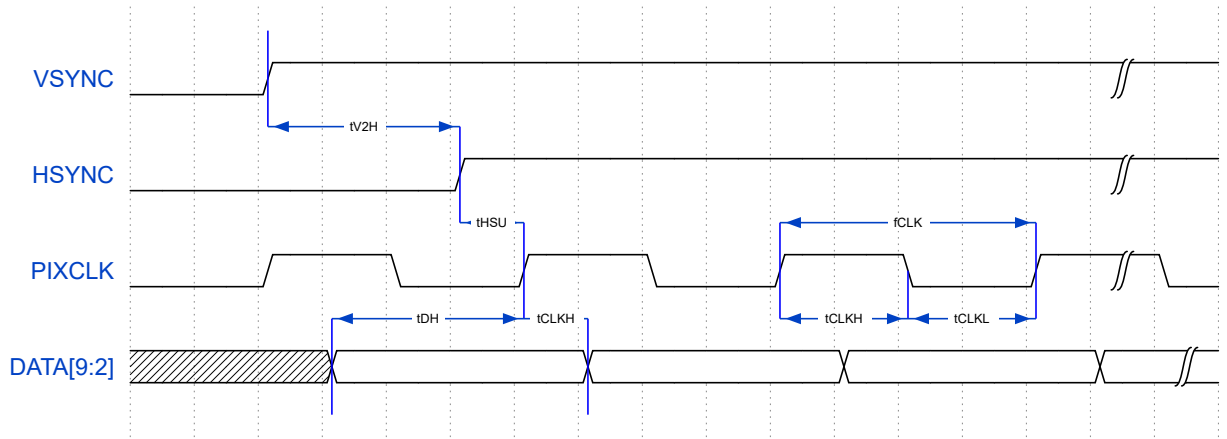 VSYNC
tV2H
HSYNC
tHSU
fCLK
PIXCLK
tCLKH
tCLKL
tDH
tCLKH
DATA[9:2]